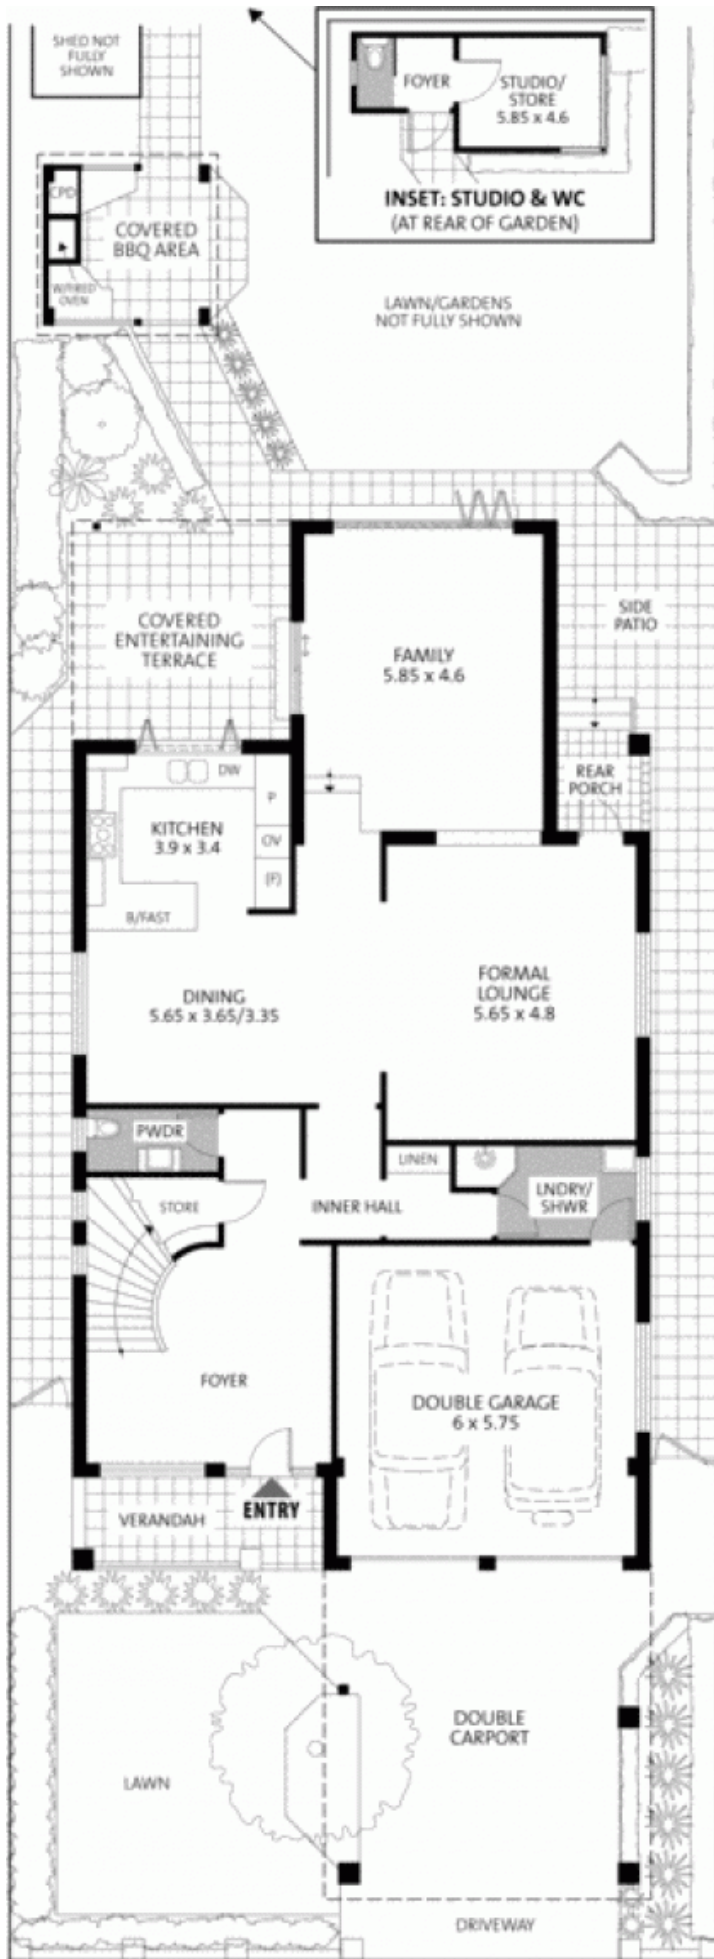 SHED NOT
FULLY
SHOWN
FOYER
STUDIO/
STORE
5.85 x 4.6
INSET: STUDIO & WC
(AT REAR OF GARDEN)
CPD
COVERED
BBQ AREA
W/FIRED
OVEN
LAWN/GARDENS
NOT FULLY SHOWN
COVERED
ENTERTAINING
TERRACE
FAMILY
5.85 x 4.6
SIDE
PATIO
REAR
PORCH
DW
P
KITCHEN
3.9 x 3.4
OV
(F)
B/FAST
DINING
5.65 x 3.65/3.35
FORMAL
LOUNGE
5.65 x 4.8
PWDR
LINEN
STORE
INNER HALL
LNDRY/
SHWR
FOYER
DOUBLE GARAGE
6 x 5.75
ENTRY
VERANDAH
DOUBLE
CARPORT
LAWN
DRIVEWAY